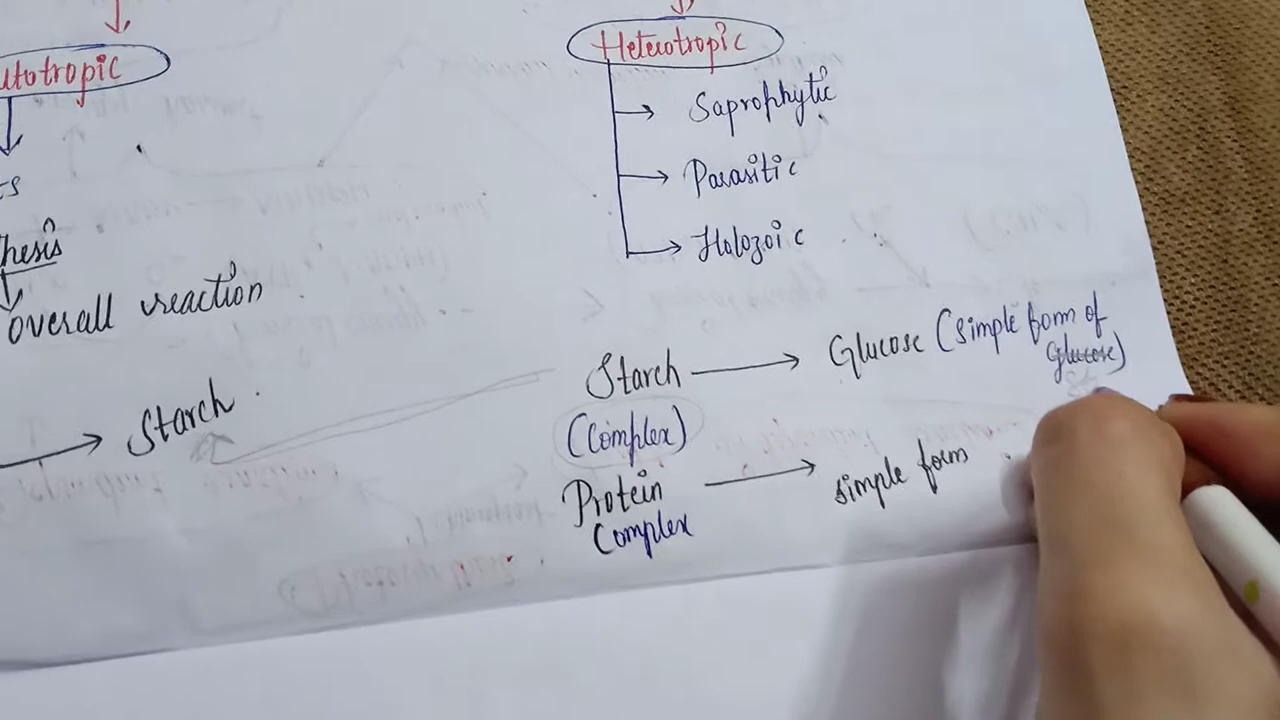 utotropic
Heterotropic
Saprophytic
Parasitic
Holozoic
hesis
overall reaction
Starch
Starch → Glucose (simple form of
Glucose)
(Complex)
Protein → simple form
Complex